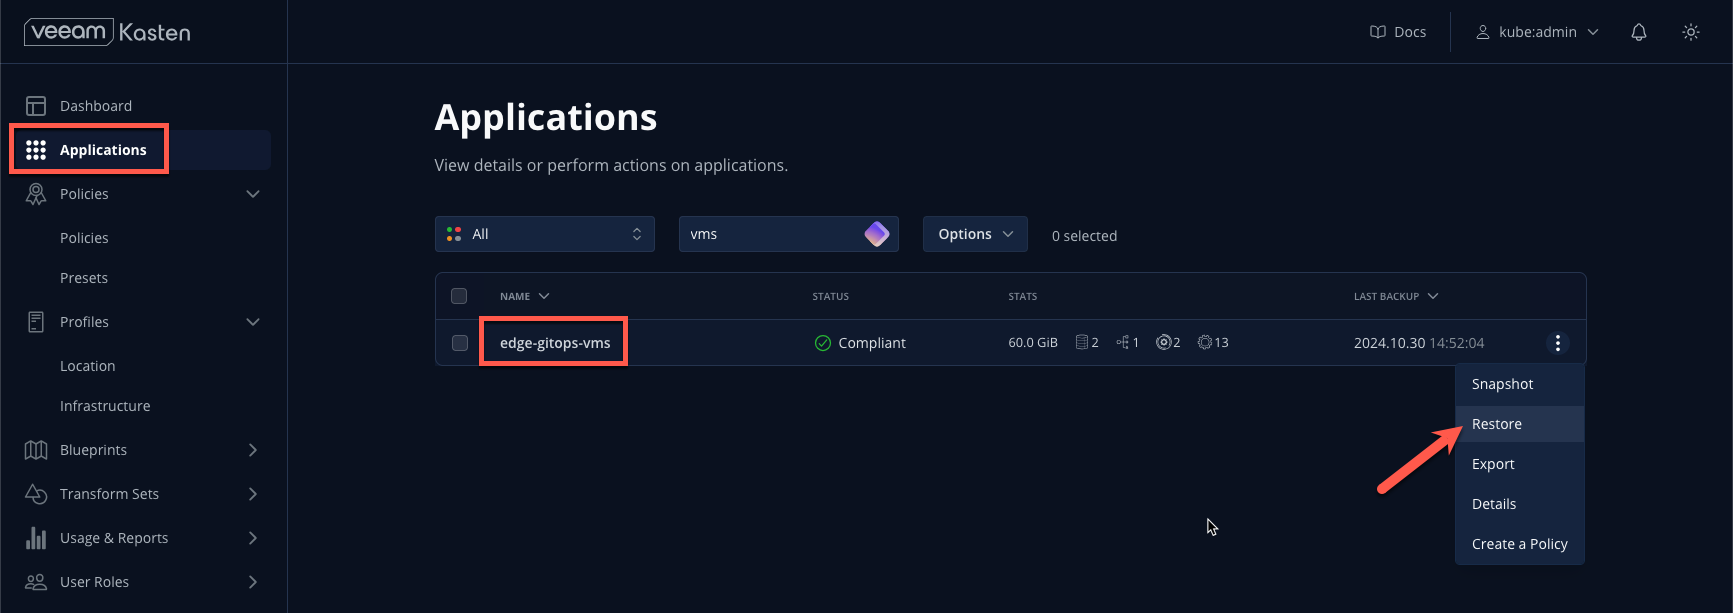 veeam Kasten
Docs
kube:admin
Dashboard
Applications
Policies
Policies
Presets
Profiles
Location
Infrastructure
Blueprints
Transform Sets
Usage & Reports
User Roles
Applications
View details or perform actions on applications.
All
vms
Options
0 selected
NAME STATUS STATS LAST BACKUP
edge-gitops-vms Compliant 60.0 GiB 2 1 2 13 2024.10.30 14:52:04
Snapshot
Restore
Export
Details
Create a Policy